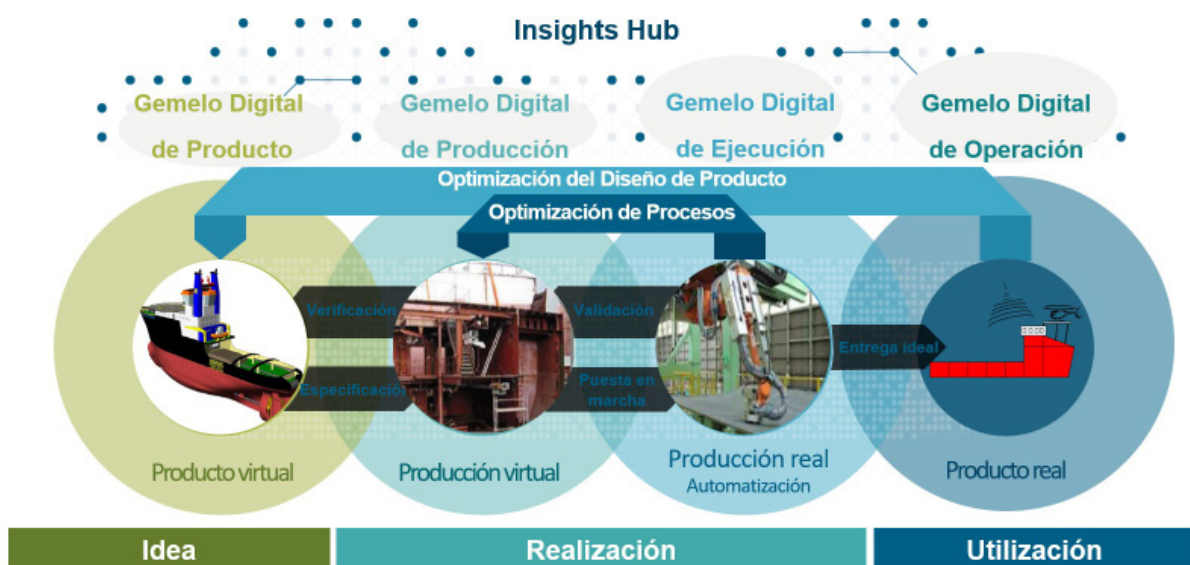 Insights Hub
Gemelo Digital
de Producto
Gemelo Digital
de Producción
Gemelo Digital
de Ejecución
Gemelo Digital
de Operación
Optimización del Diseño de Producto
Optimización de Procesos
Verificación
Validación
Entrega ideal
Especificación
Puesta en
marcha
Producto virtual
Producción virtual
Producción real
Automatización
Producto real
Idea
Realización
Utilización